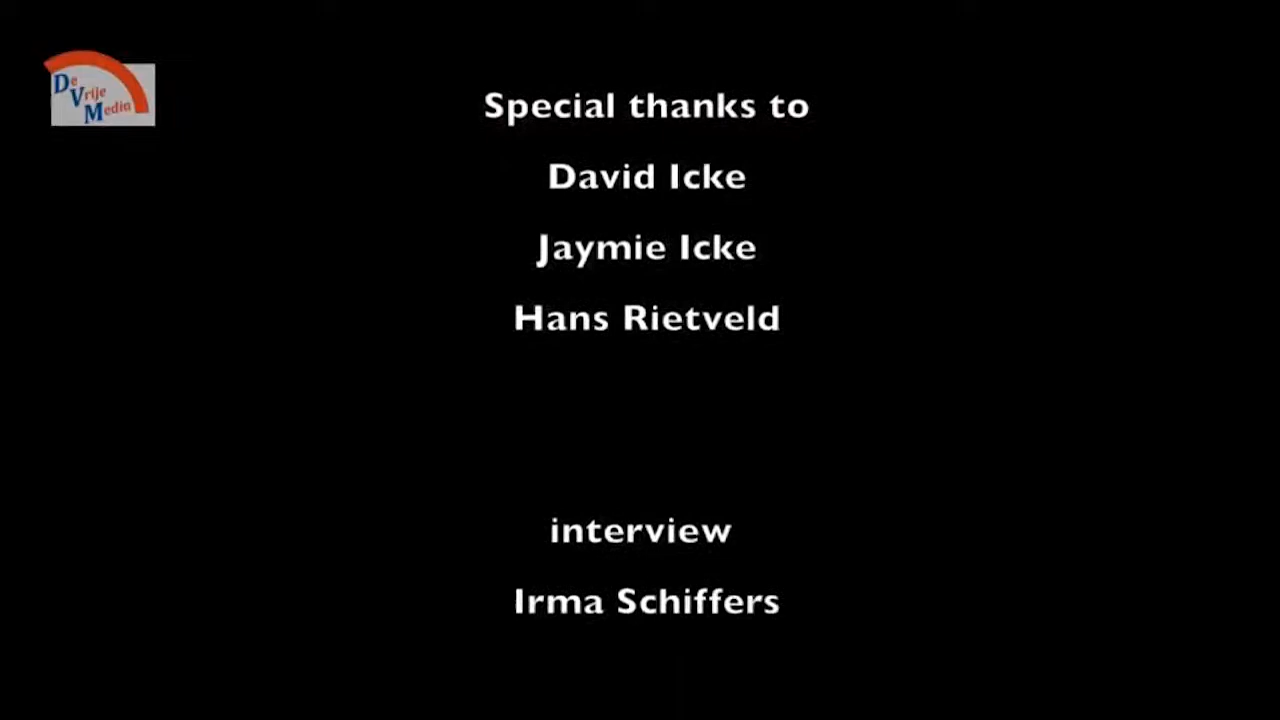 De
Vrije
Media
Special thanks to
David Icke
Jaymie Icke
Hans Rietveld
interview
Irma Schiffers